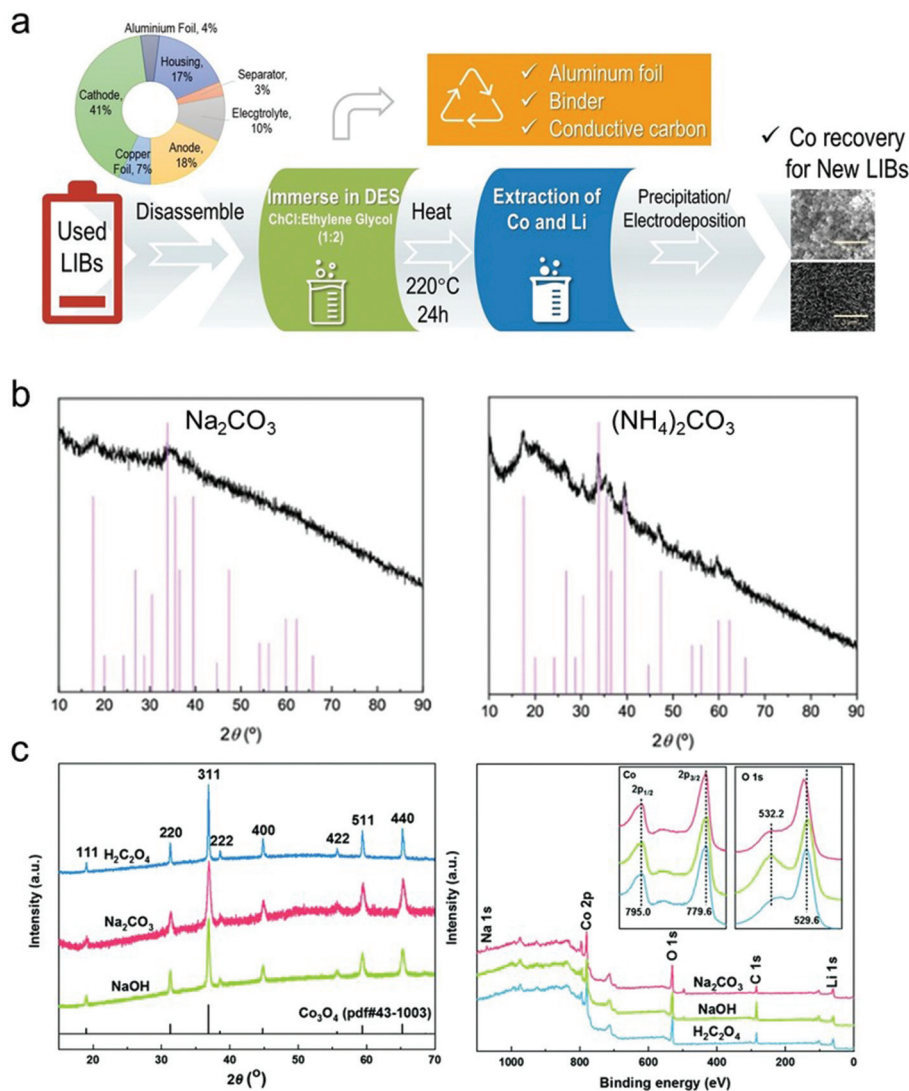 a
Aluminium Foil, 4%
Housing,
17%
Separator,
3%
Elecgtrolyte,
10%
Anode,
18%
Copper
Foil, 7%
Cathode,
41%
✓ Aluminum foil
✓ Binder
✓ Conductive carbon
✓ Co recovery
for New LIBs
Used
LIBs
Disassemble
Immerse in DES
ChCl:Ethylene Glycol
(1:2)
Heat
220°C
24h
Extraction of
Co and Li
Precipitation/
Electrodeposition
b
Na₂CO₃
10 20 30 40 50 60 70 80 90
2θ (º)
(NH₄)₂CO₃
10 20 30 40 50 60 70 80 90
2θ (º)
c
Intensity (a.u.)
111
220
311
222
400
422
511
440
H₂C₂O₄
Na₂CO₃
NaOH
Co₃O₄ (pdf#43-1003)
20 30 40 50 60 70
2θ (°)
Intensity (a.u.)
Co
2p₁/₂
2p₃/₂
795.0
779.6
O 1s
532.2
529.6
Na 1s
Co 2p
O 1s
C 1s
Li 1s
Na₂CO₃
NaOH
H₂C₂O₄
1000 800 600 400 200 0
Binding energy (eV)